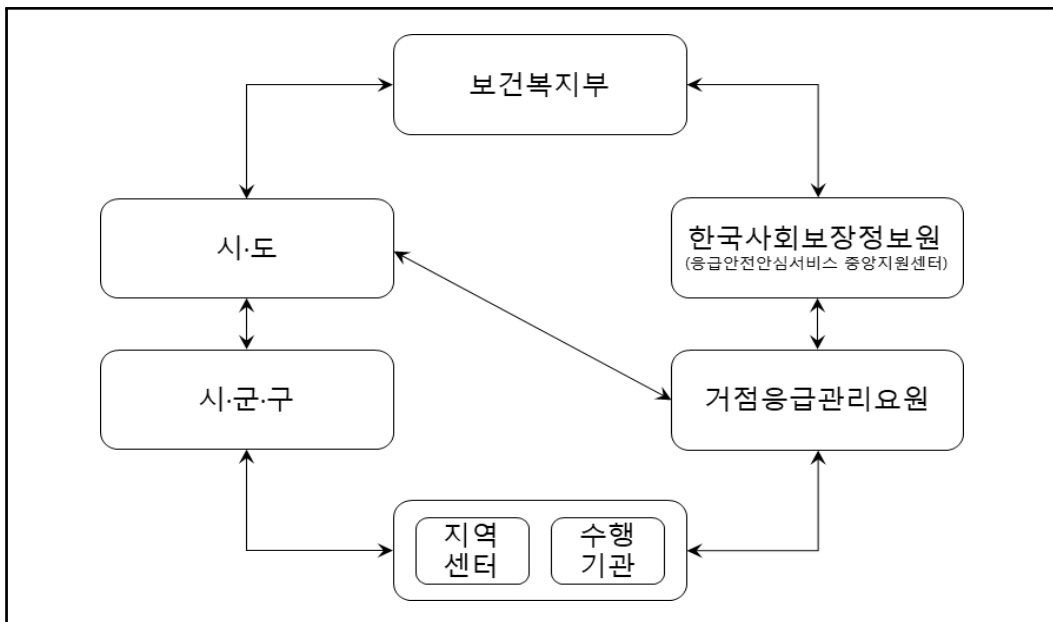 보건복지부
시·도
한국사회보장정보원
(응급안전안심서비스 중앙지원센터)
시·군·구
거점응급관리요원
지역
센터
수행
기관